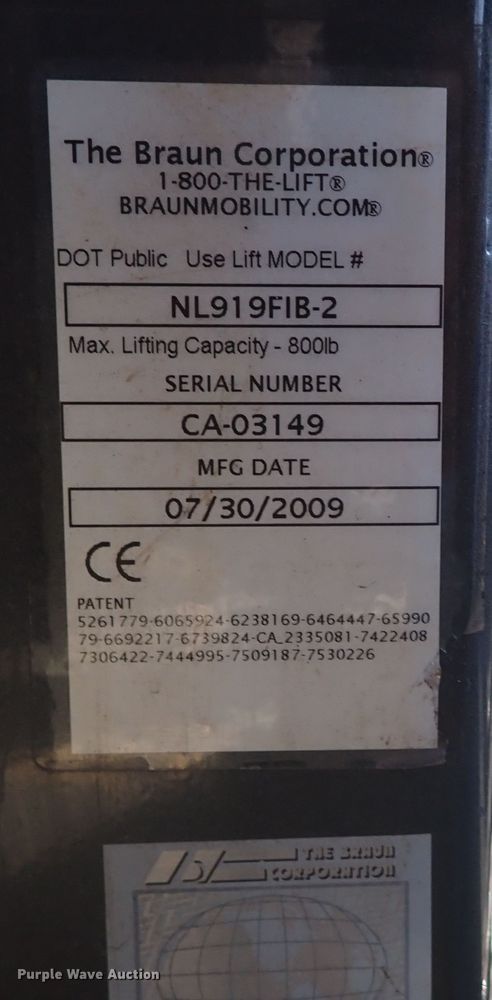 The Braun Corporation®
1-800-THE-LIFT®
BRAUNMOBILITY.COM®
DOT Public Use Lift MODEL #
NL919FIB-2
Max. Lifting Capacity - 800lb
SERIAL NUMBER
CA-03149
MFG DATE
07/30/2009
CE
PATENT
5261779-6065924-6238169-6464447-65990
79-6692217-6739824-CA_2335081-7422408
7306422-7444995-7509187-7530226
THE BRAUN
CORPORATION
Purple Wave Auction